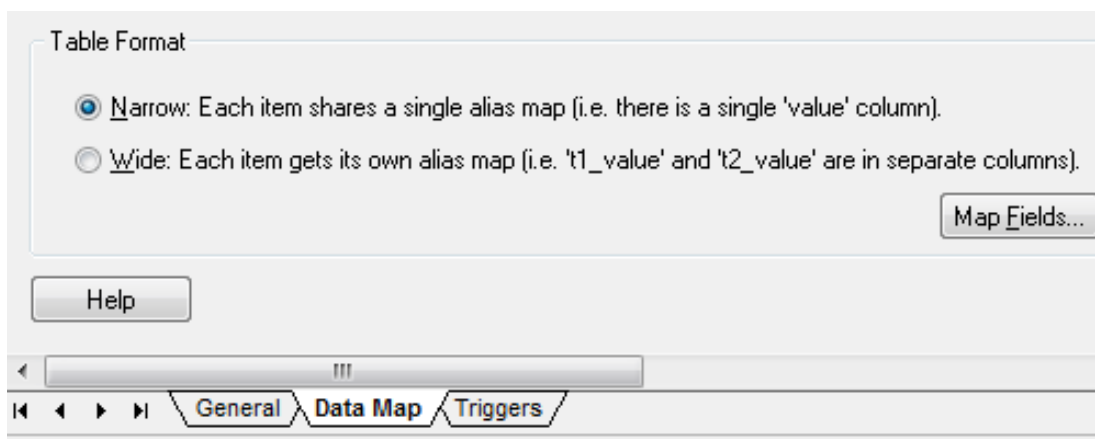 Table Format
Narrow: Each item shares a single alias map (i.e. there is a single 'value' column).
Wide: Each item gets its own alias map (i.e. 't1_value' and 't2_value' are in separate columns).
Map Fields...
Help
General Data Map Triggers